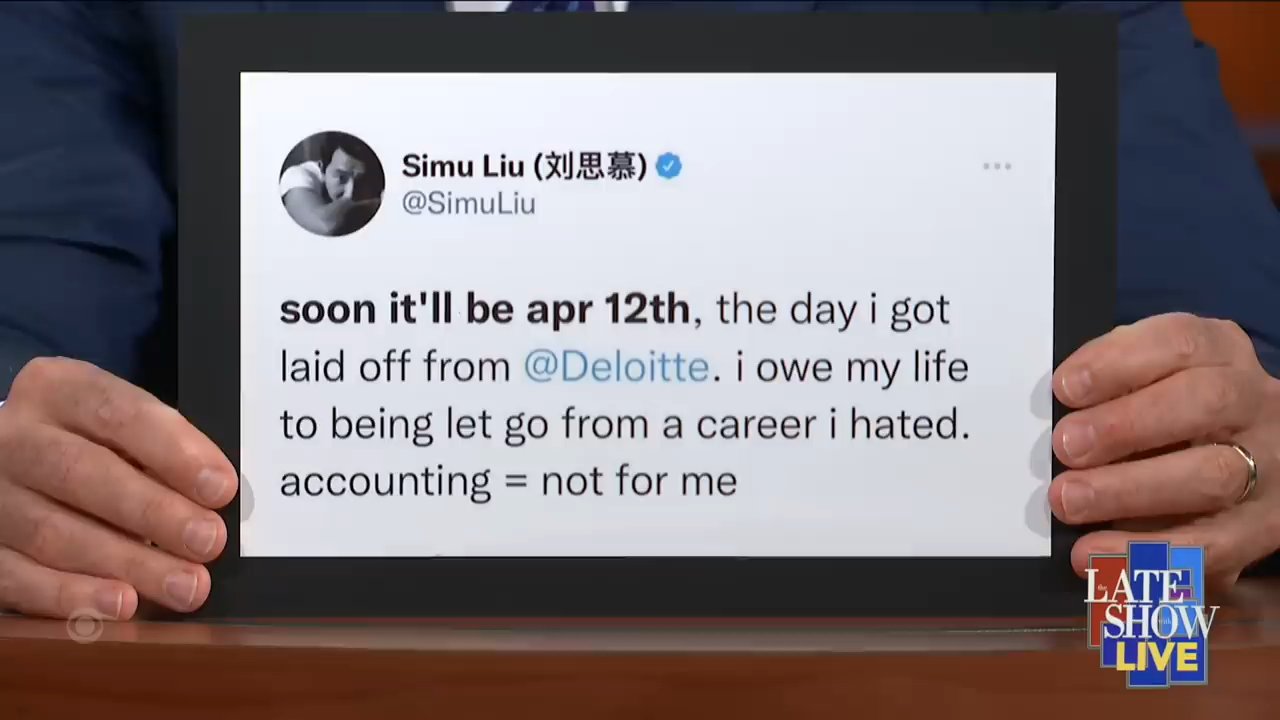 Simu Liu (刘思慕)
@SimuLiu
soon it'll be apr 12th, the day i got
laid off from @Deloitte. i owe my life
to being let go from a career i hated.
accounting = not for me
the LATE
SHOW
LIVE